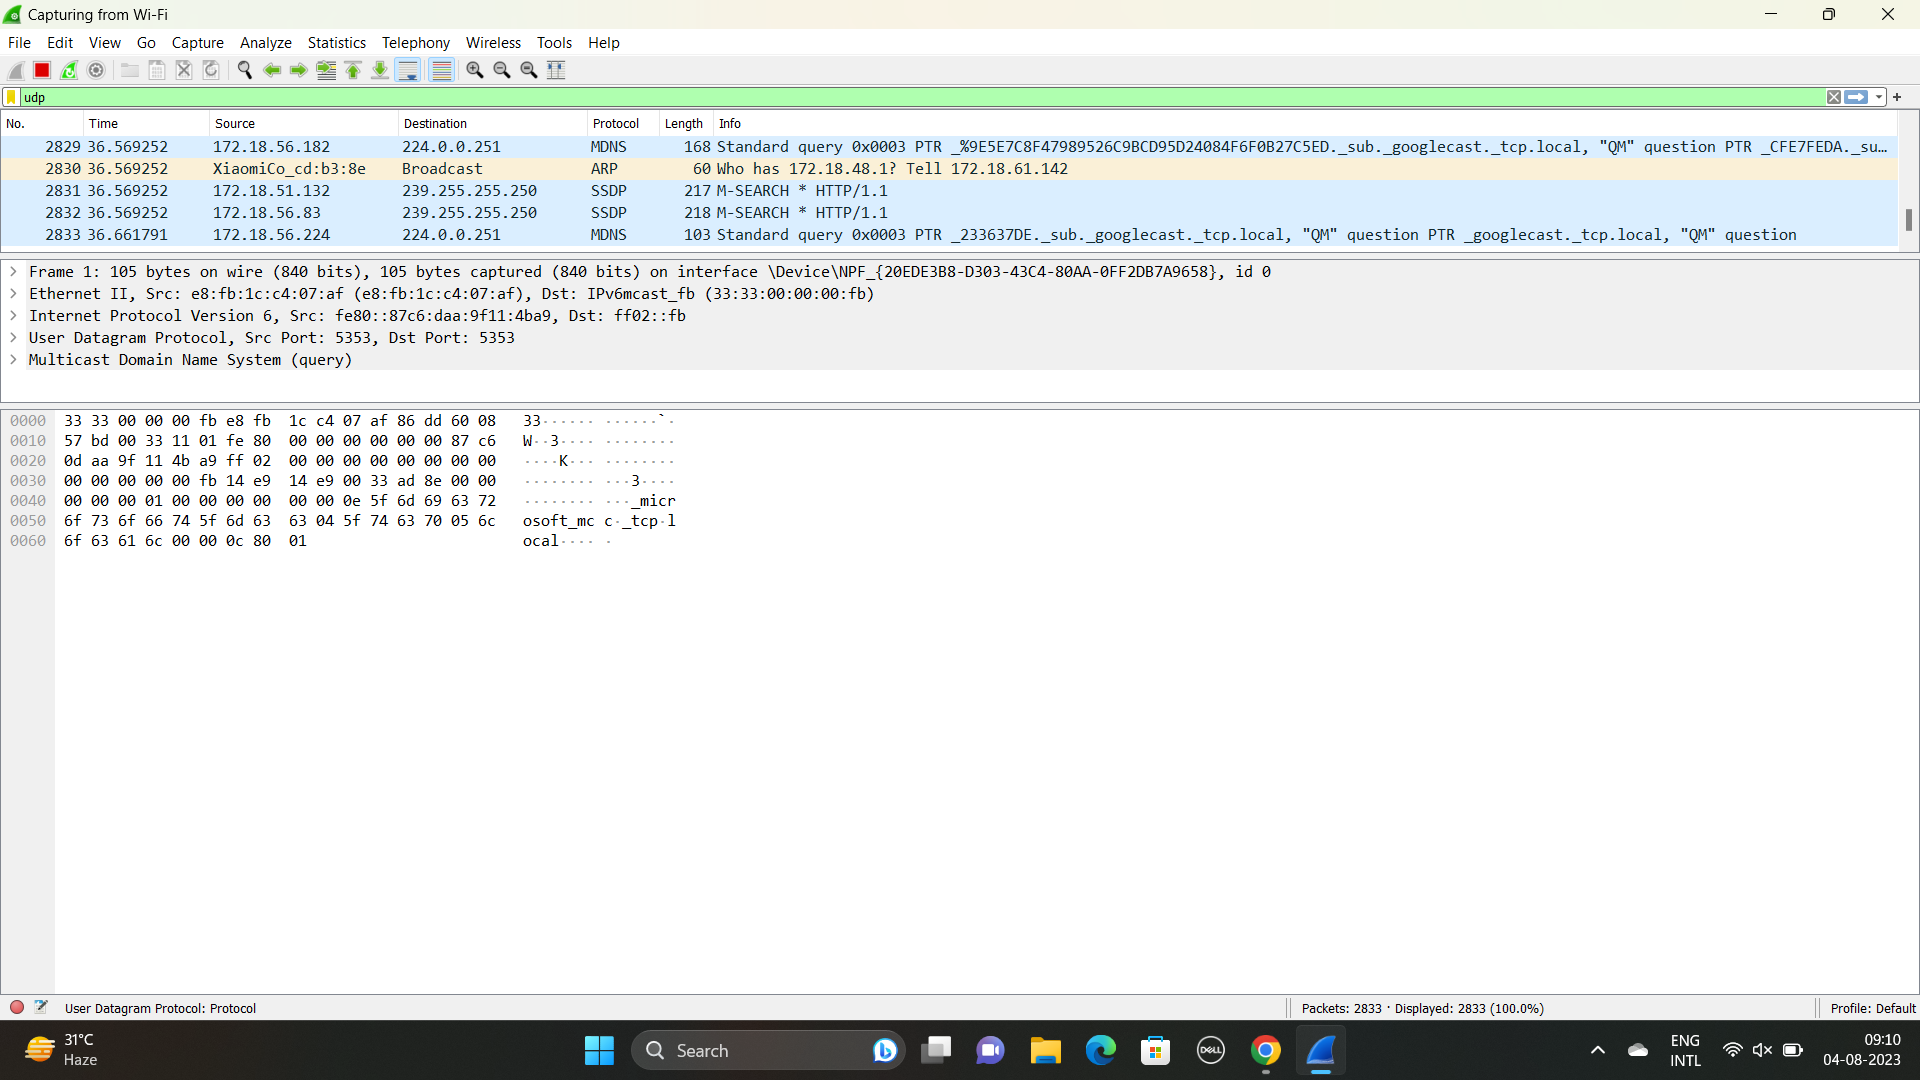 Capturing from Wi-Fi
File Edit View Go Capture Analyze Statistics Telephony Wireless Tools Help
udp
No. Time Source Destination Protocol Length Info
2829 36.569252 172.18.56.182 224.0.0.251 MDNS 168 Standard query 0x0003 PTR _%9E5E7C8F47989526C9BCD95D24084F6F0B27C5ED._sub._googlecast._tcp.local, "QM" question PTR _CFE7FEDA._su…
2830 36.569252 XiaomiCo_cd:b3:8e Broadcast ARP 60 Who has 172.18.48.1? Tell 172.18.61.142
2831 36.569252 172.18.51.132 239.255.255.250 SSDP 217 M-SEARCH * HTTP/1.1
2832 36.569252 172.18.56.83 239.255.255.250 SSDP 218 M-SEARCH * HTTP/1.1
2833 36.661791 172.18.56.224 224.0.0.251 MDNS 103 Standard query 0x0003 PTR _233637DE._sub._googlecast._tcp.local, "QM" question PTR _googlecast._tcp.local, "QM" question
Frame 1: 105 bytes on wire (840 bits), 105 bytes captured (840 bits) on interface \Device\NPF_{20EDE3B8-D303-43C4-80AA-0FF2DB7A9658}, id 0
Ethernet II, Src: e8:fb:1c:c4:07:af (e8:fb:1c:c4:07:af), Dst: IPv6mcast_fb (33:33:00:00:00:fb)
Internet Protocol Version 6, Src: fe80::87c6:daa:9f11:4ba9, Dst: ff02::fb
User Datagram Protocol, Src Port: 5353, Dst Port: 5353
Multicast Domain Name System (query)
0000 33 33 00 00 00 fb e8 fb 1c c4 07 af 86 dd 60 08 33······ ······`·
0010 57 bd 00 33 11 01 fe 80 00 00 00 00 00 00 87 c6 W··3···· ········
0020 0d aa 9f 11 4b a9 ff 02 00 00 00 00 00 00 00 00 ····K··· ········
0030 00 00 00 00 00 fb 14 e9 14 e9 00 33 ad 8e 00 00 ········ ···3····
0040 00 00 00 01 00 00 00 00 00 00 0e 5f 6d 69 63 72 ········ ···_micr
0050 6f 73 6f 66 74 5f 6d 63 63 04 5f 74 63 70 05 6c osoft_mc c·_tcp·l
0060 6f 63 61 6c 00 00 0c 80 01 ocal···· ·
User Datagram Protocol: Protocol Packets: 2833 · Displayed: 2833 (100.0%) Profile: Default
31°C
Haze
Search
DELL
ENG
INTL
09:10
04-08-2023